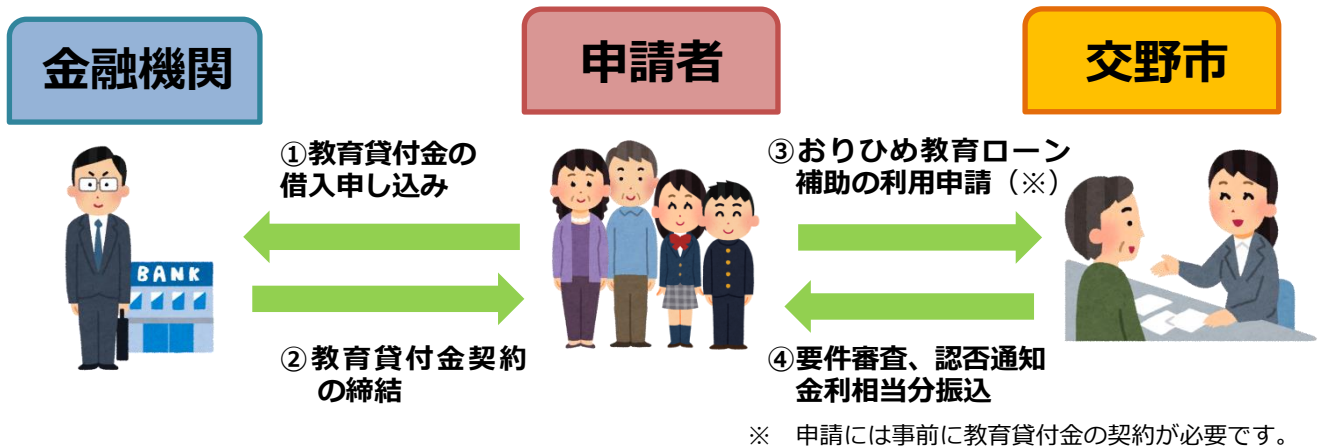 金融機関
申請者
交野市
①教育貸付金の
借入申し込み
③おりひめ教育ローン
補助の利用申請（※）
BANK
②教育貸付金契約
の締結
④要件審査、認否通知
金利相当分振込
※　申請には事前に教育貸付金の契約が必要です。